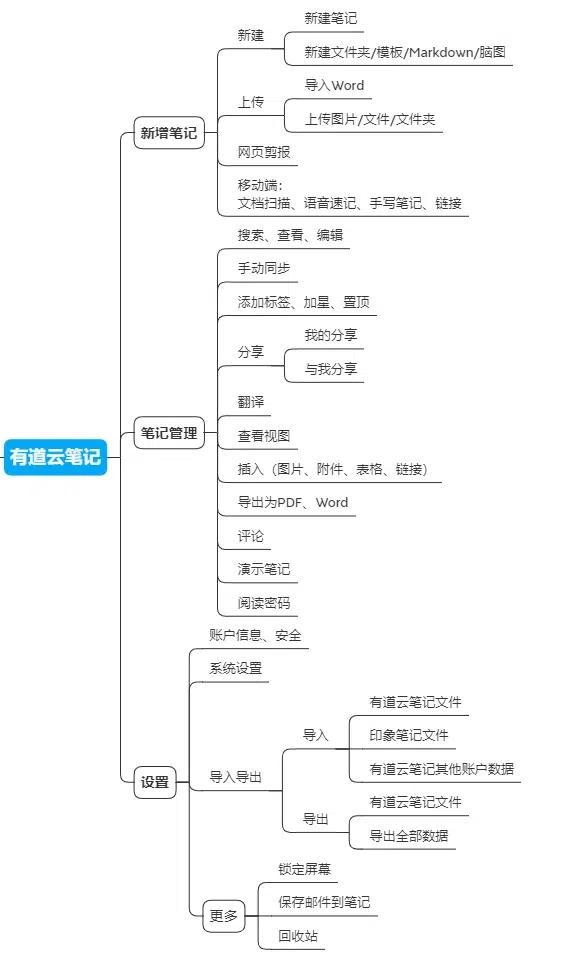 有道云笔记
新增笔记
新建
新建笔记
新建文件夹/模板/Markdown/脑图
上传
导入Word
上传图片/文件/文件夹
网页剪报
移动端：
文档扫描、语音速记、手写笔记、链接
笔记管理
搜索、查看、编辑
手动同步
添加标签、加星、置顶
分享
我的分享
与我分享
翻译
查看视图
插入（图片、附件、表格、链接）
导出为PDF、Word
评论
演示笔记
阅读密码
设置
账户信息、安全
系统设置
导入导出
导入
有道云笔记文件
印象笔记文件
有道云笔记其他账户数据
导出
有道云笔记文件
导出全部数据
更多
锁定屏幕
保存邮件到笔记
回收站